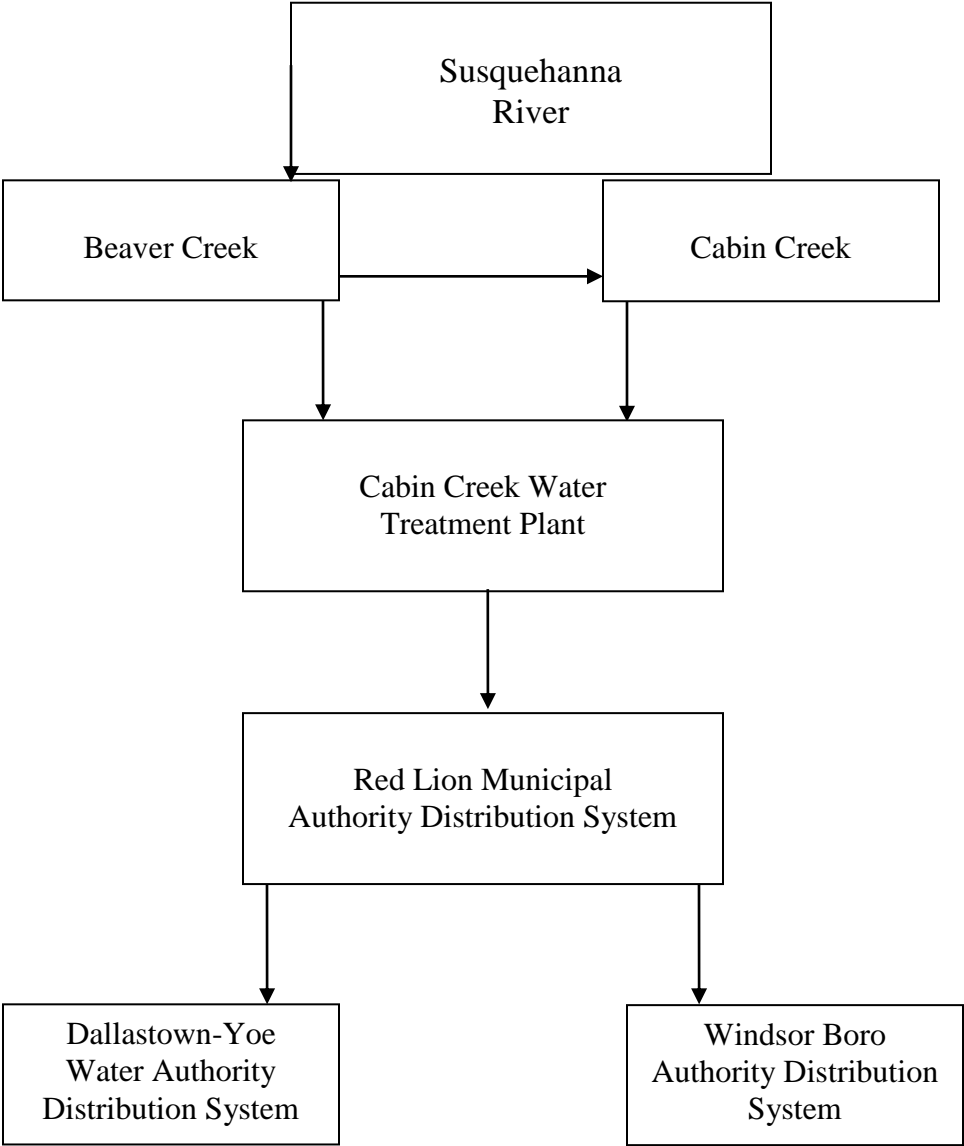 Susquehanna
River
Beaver Creek
Cabin Creek
Cabin Creek Water
Treatment Plant
Red Lion Municipal
Authority Distribution System
Dallastown-Yoe
Water Authority
Distribution System
Windsor Boro
Authority Distribution
System